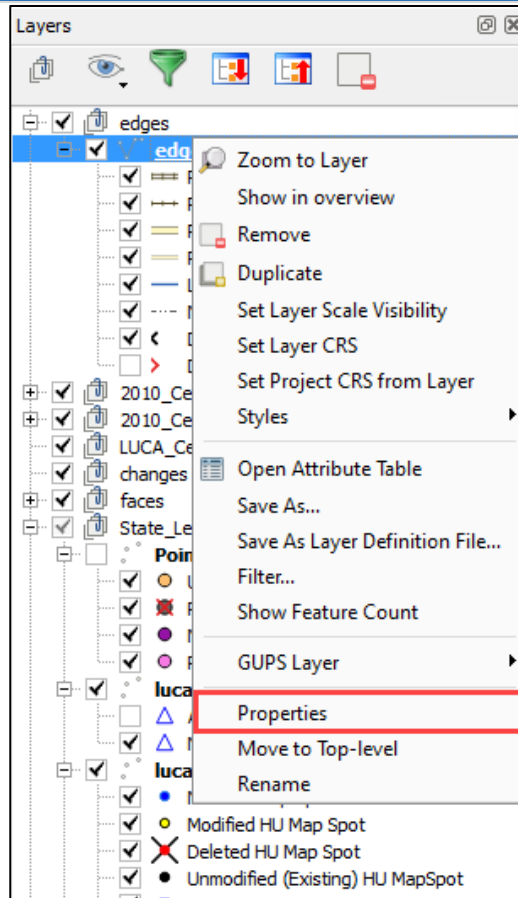 Layers
edges
edg
Zoom to Layer
Show in overview
Remove
Duplicate
Set Layer Scale Visibility
Set Layer CRS
Set Project CRS from Layer
Styles
2010_Ce
2010_Ce
LUCA_Ce
changes
Open Attribute Table
faces
Save As...
State_Le
Save As Layer Definition File...
Poin
Filter...
Show Feature Count
GUPS Layer
luca
Properties
Move to Top-level
luca
Rename
Modified HU Map Spot
Deleted HU Map Spot
Unmodified (Existing) HU MapSpot